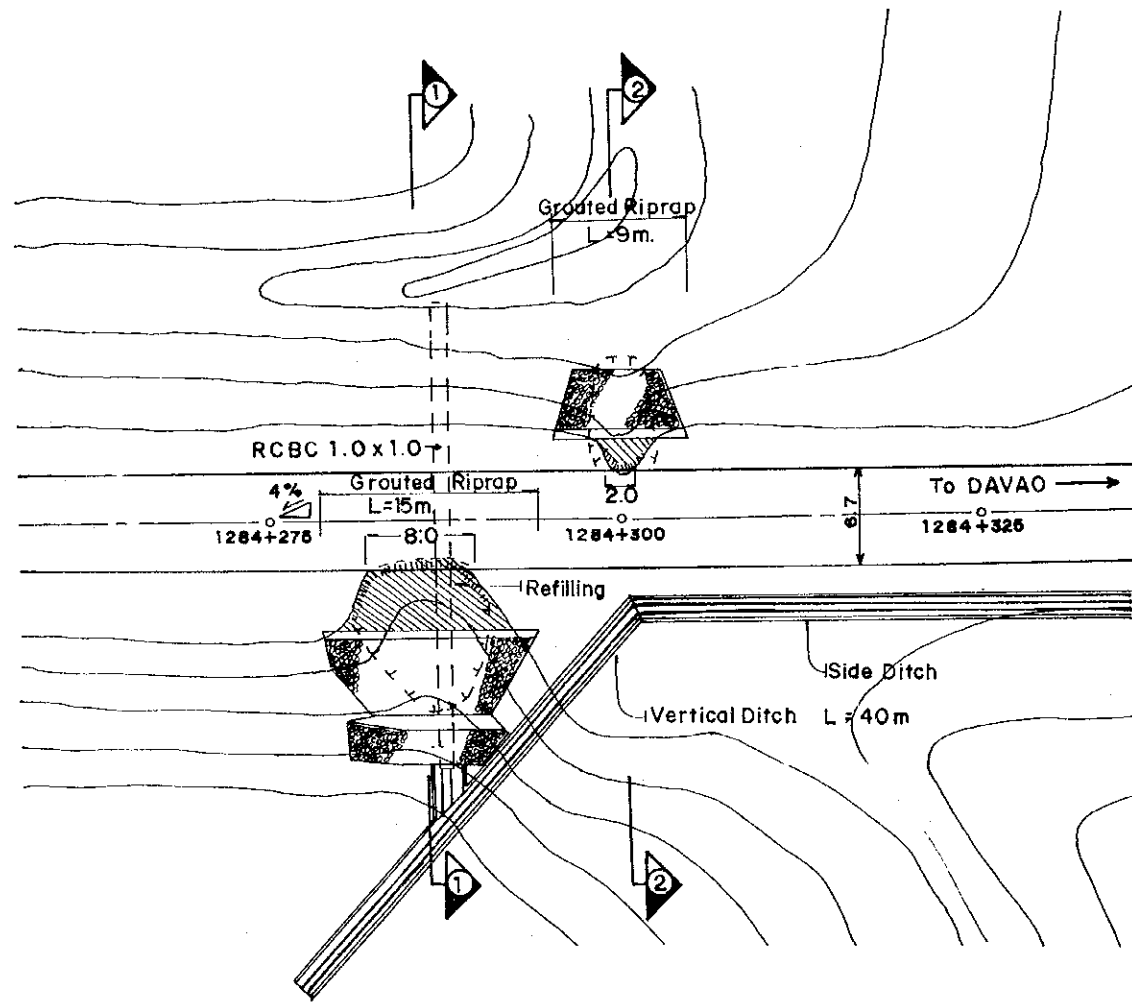 1
2
Grouted Riprap
L=9m.
RCBC 1.0 x 1.0
Grouted Riprap
L=15m.
4%
2.0
6.7
To DAVAO
1284+275
8.0
1284+300
1284+325
Refilling
Side Ditch
Vertical Ditch L=40m
1
2